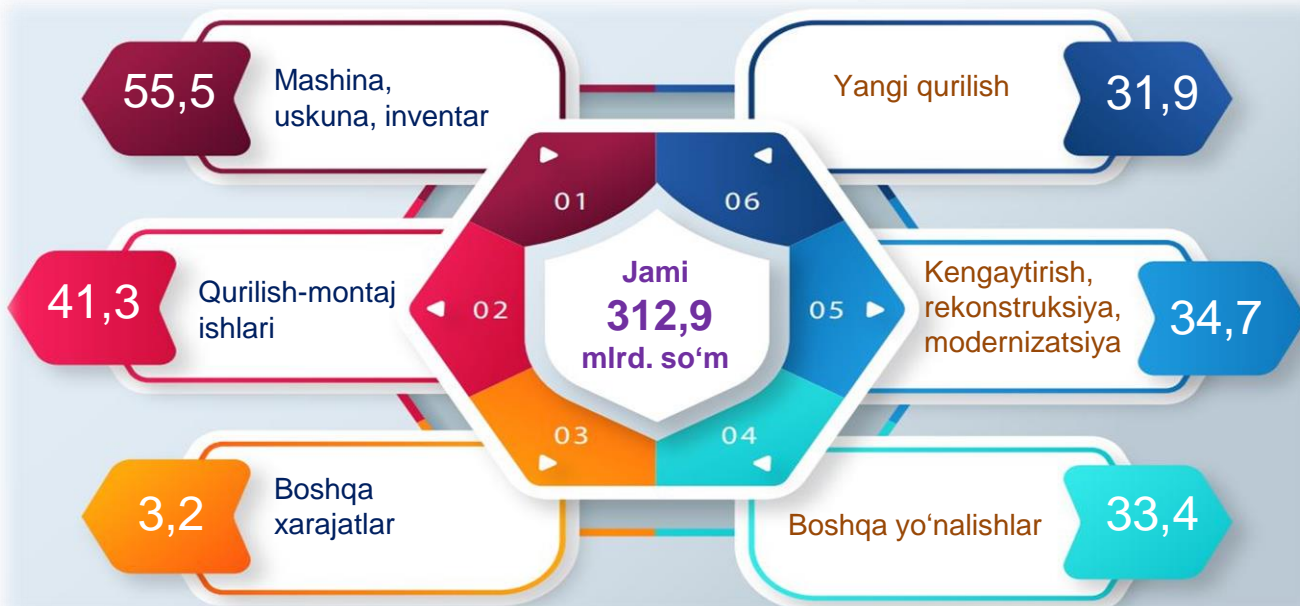 55,5
Mashina,
uskuna, inventar
Yangi qurilish
31,9
01
06
41,3
Qurilish-montaj
ishlari
02
Jami
312,9
mlrd. so‘m
05
Kengaytirish,
rekonstruksiya,
modernizatsiya
34,7
03
04
3,2
Boshqa
xarajatlar
Boshqa yo‘nalishlar
33,4